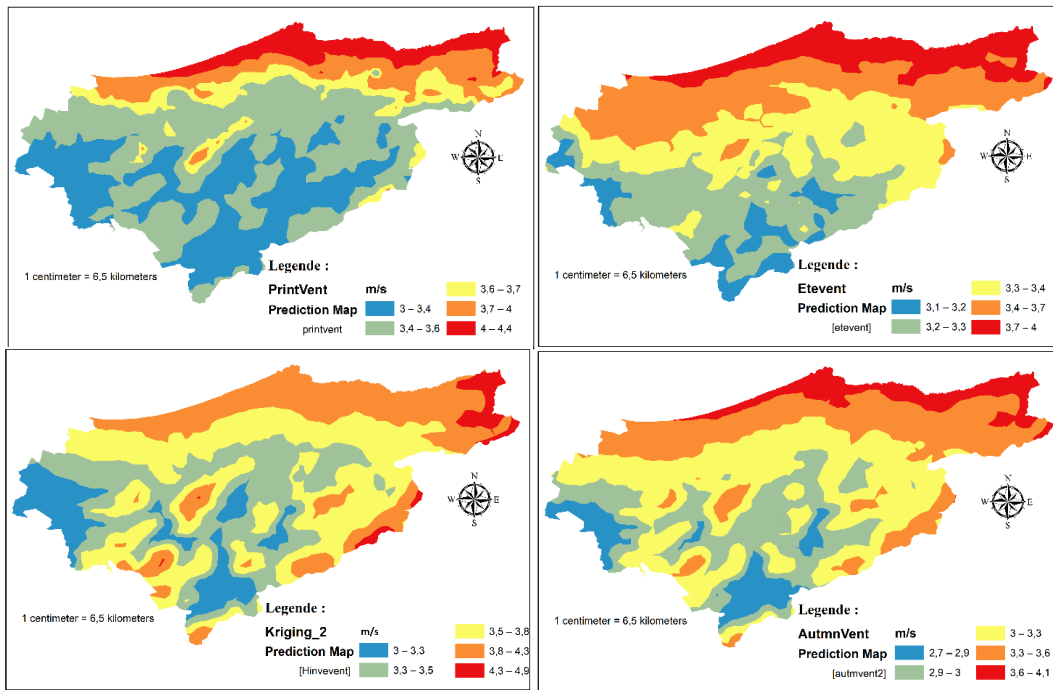 N
W E
S
1 centimeter = 6,5 kilometers
Legende :
PrintVent m/s 3,6 – 3,7
Prediction Map 3 – 3,4 3,7 – 4
printvent 3,4 – 3,6 4 – 4,4
N
W E
S
1 centimeter = 6,5 kilometers
Legende :
Etevent m/s 3,3 – 3,4
Prediction Map 3,1 – 3,2 3,4 – 3,7
[etevent] 3,2 – 3,3 3,7 – 4
N
W E
S
1 centimeter = 6,5 kilometers
Legende :
Kriging_2 m/s 3,5 – 3,8
Prediction Map 3 – 3,3 3,8 – 4,3
[Hinvevent] 3,3 – 3,5 4,3 – 4,9
N
W E
S
1 centimeter = 6,5 kilometers
Legende :
AutmnVent m/s 3 – 3,3
Prediction Map 2,7 – 2,9 3,3 – 3,6
[autmvent2] 2,9 – 3 3,6 – 4,1